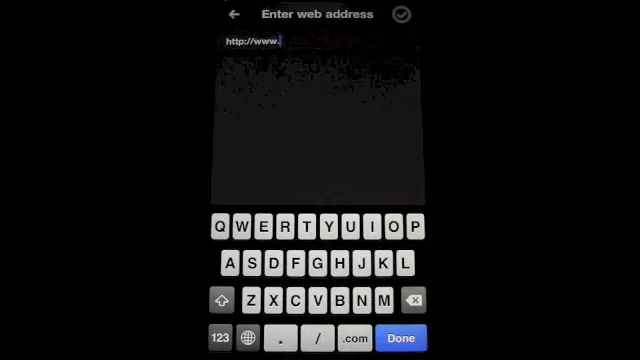 Enter web address
http://www.
Q W E R T Y U I O P
A S D F G H J K L
Z X C V B N M
123 . / .com Done